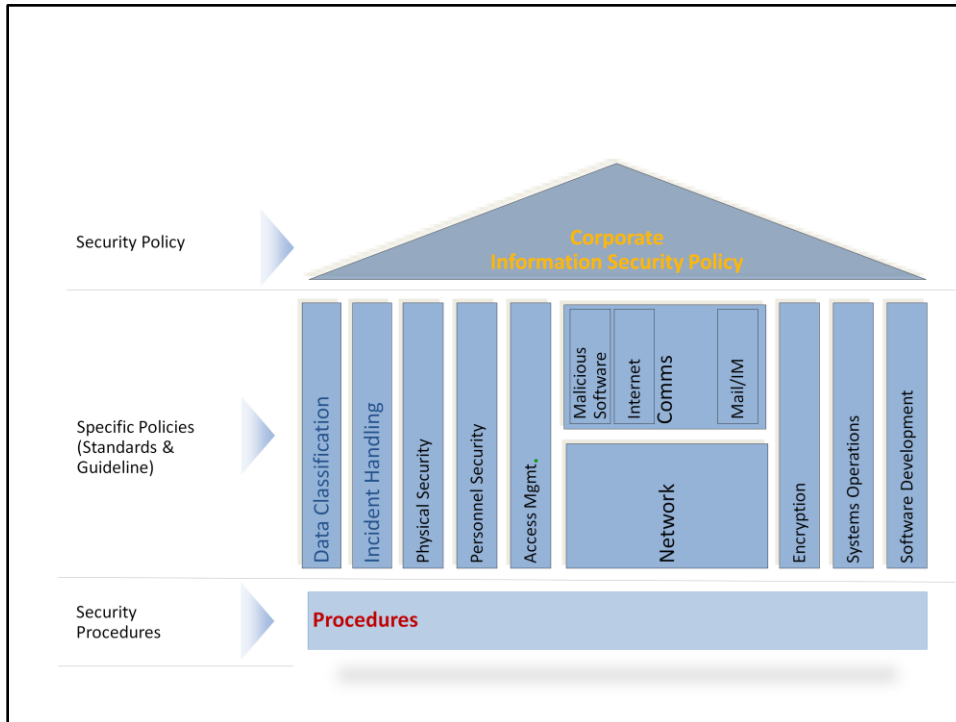 Security Policy
Corporate
Information Security Policy
Specific Policies
(Standards &
Guideline)
Data Classification
Incident Handling
Physical Security
Personnel Security
Access Mgmt.
Malicious
Software
Internet
Comms
Mail/IM
Network
Encryption
Systems Operations
Software Development
Security
Procedures
Procedures